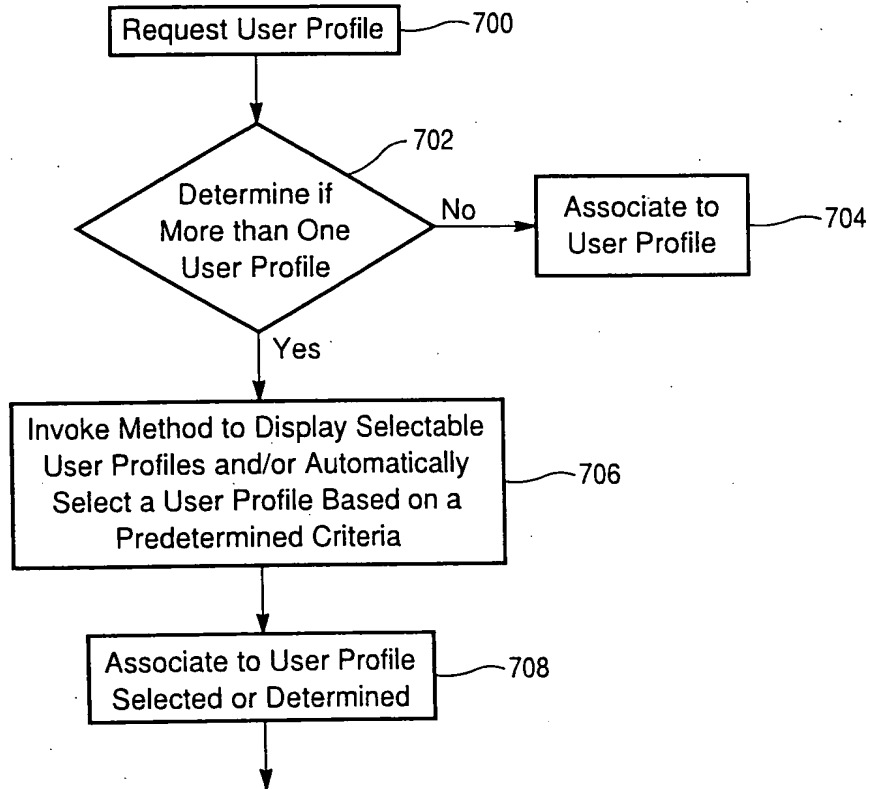 Request User Profile
700
702
Determine if
More than One
User Profile
No
Associate to
User Profile
704
Yes
Invoke Method to Display Selectable
User Profiles and/or Automatically
Select a User Profile Based on a
Predetermined Criteria
706
Associate to User Profile
Selected or Determined
708